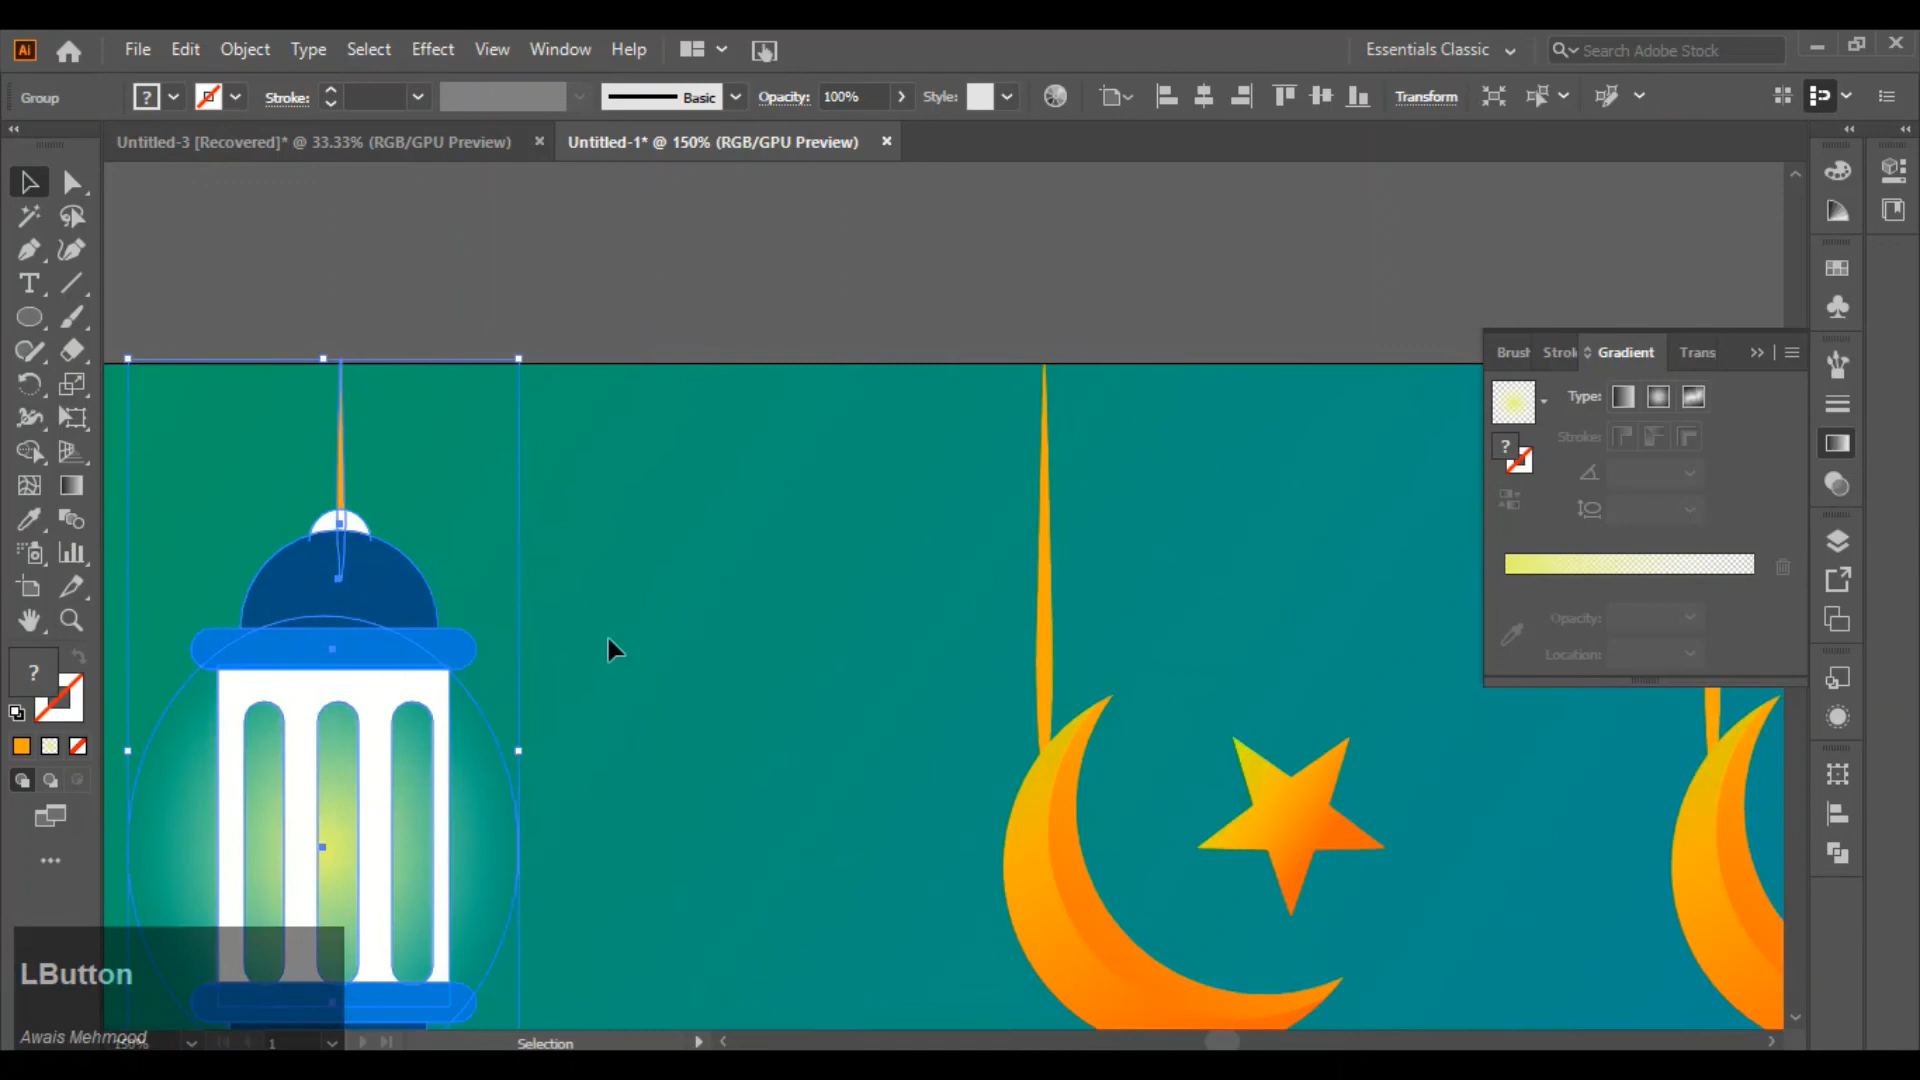 Ai File Edit Object Type Select Effect View Window Help Essentials Classic Search Adobe Stock
Group ? Stroke: Basic Opacity: 100% Style: Transform
Untitled-3 [Recovered]* @ 33.33% (RGB/GPU Preview) Untitled-1* @ 150% (RGB/GPU Preview)
Brush Strok Gradient Trans
Type:
? Stroke:
Opacity:
Location:
?
LButton
Awais Mehmood
150% 1 Selection